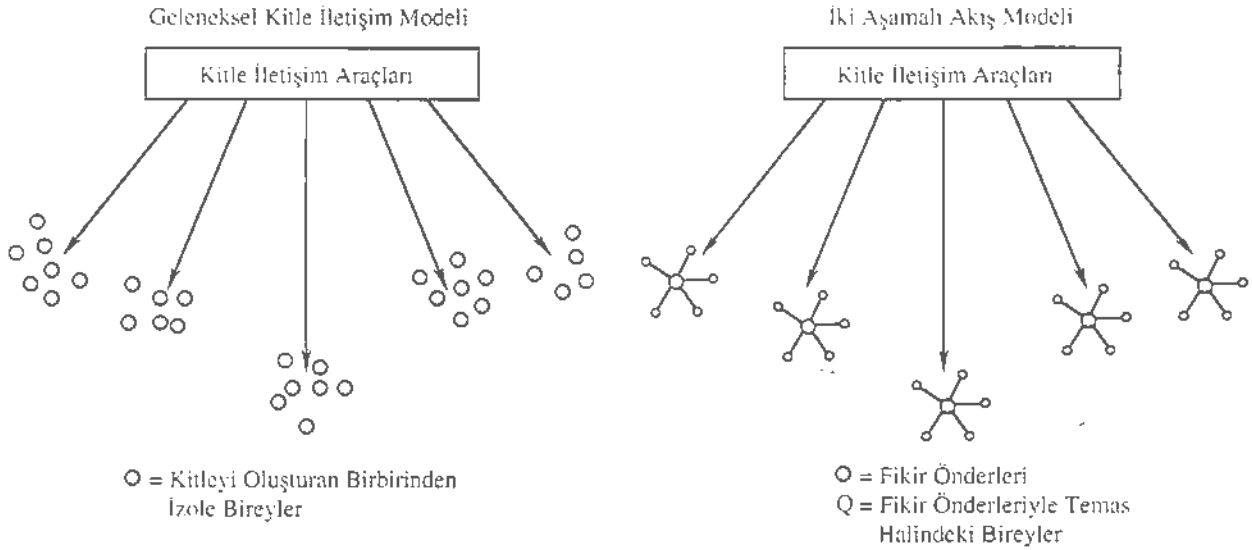 Geleneksel Kitle İletişim Modeli
Kitle İletişim Araçları
O = Kitleyi Oluşturan Birbirinden
İzole Bireyler
İki Aşamalı Akış Modeli
Kitle İletişim Araçları
O = Fikir Önderleri
Q = Fikir Önderleriyle Temas
Halindeki Bireyler